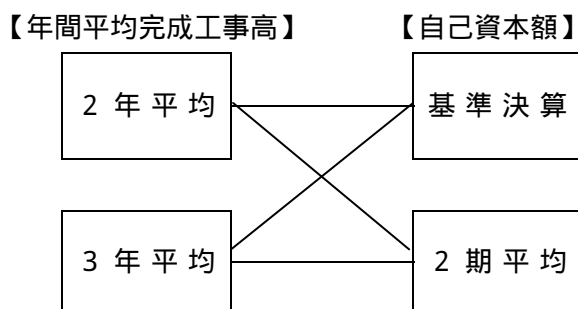 【年間平均完成工事高】 【自己資本額】
2 年 平 均 基 準 決 算
3 年 平 均 2 期 平 均